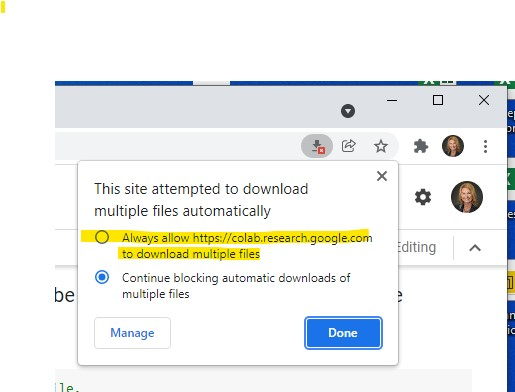 This site attempted to download
multiple files automatically
Editing
Always allow https://colab.research.google.com
to download multiple files
Continue blocking automatic downloads of
multiple files
be
e
Manage
Done
ile.